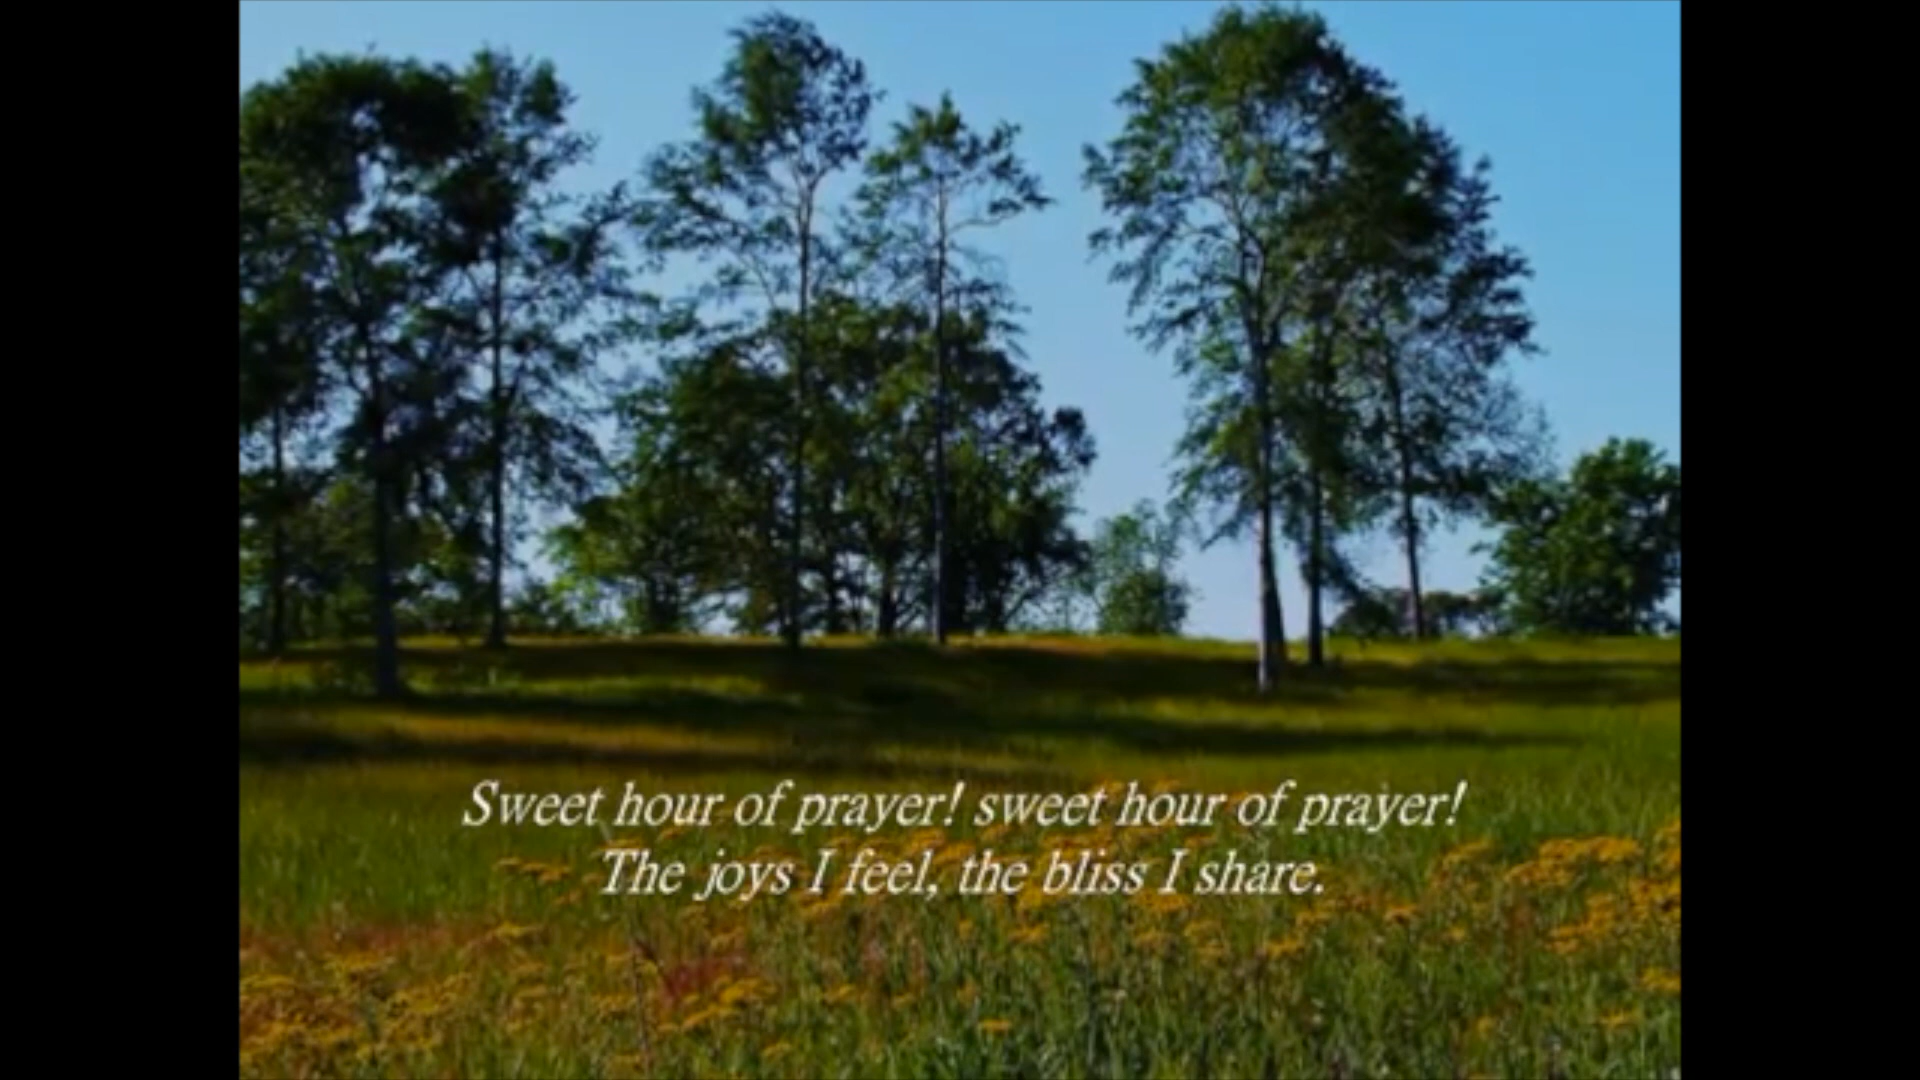 Sweet hour of prayer! sweet hour of prayer!
The joys I feel, the bliss I share.